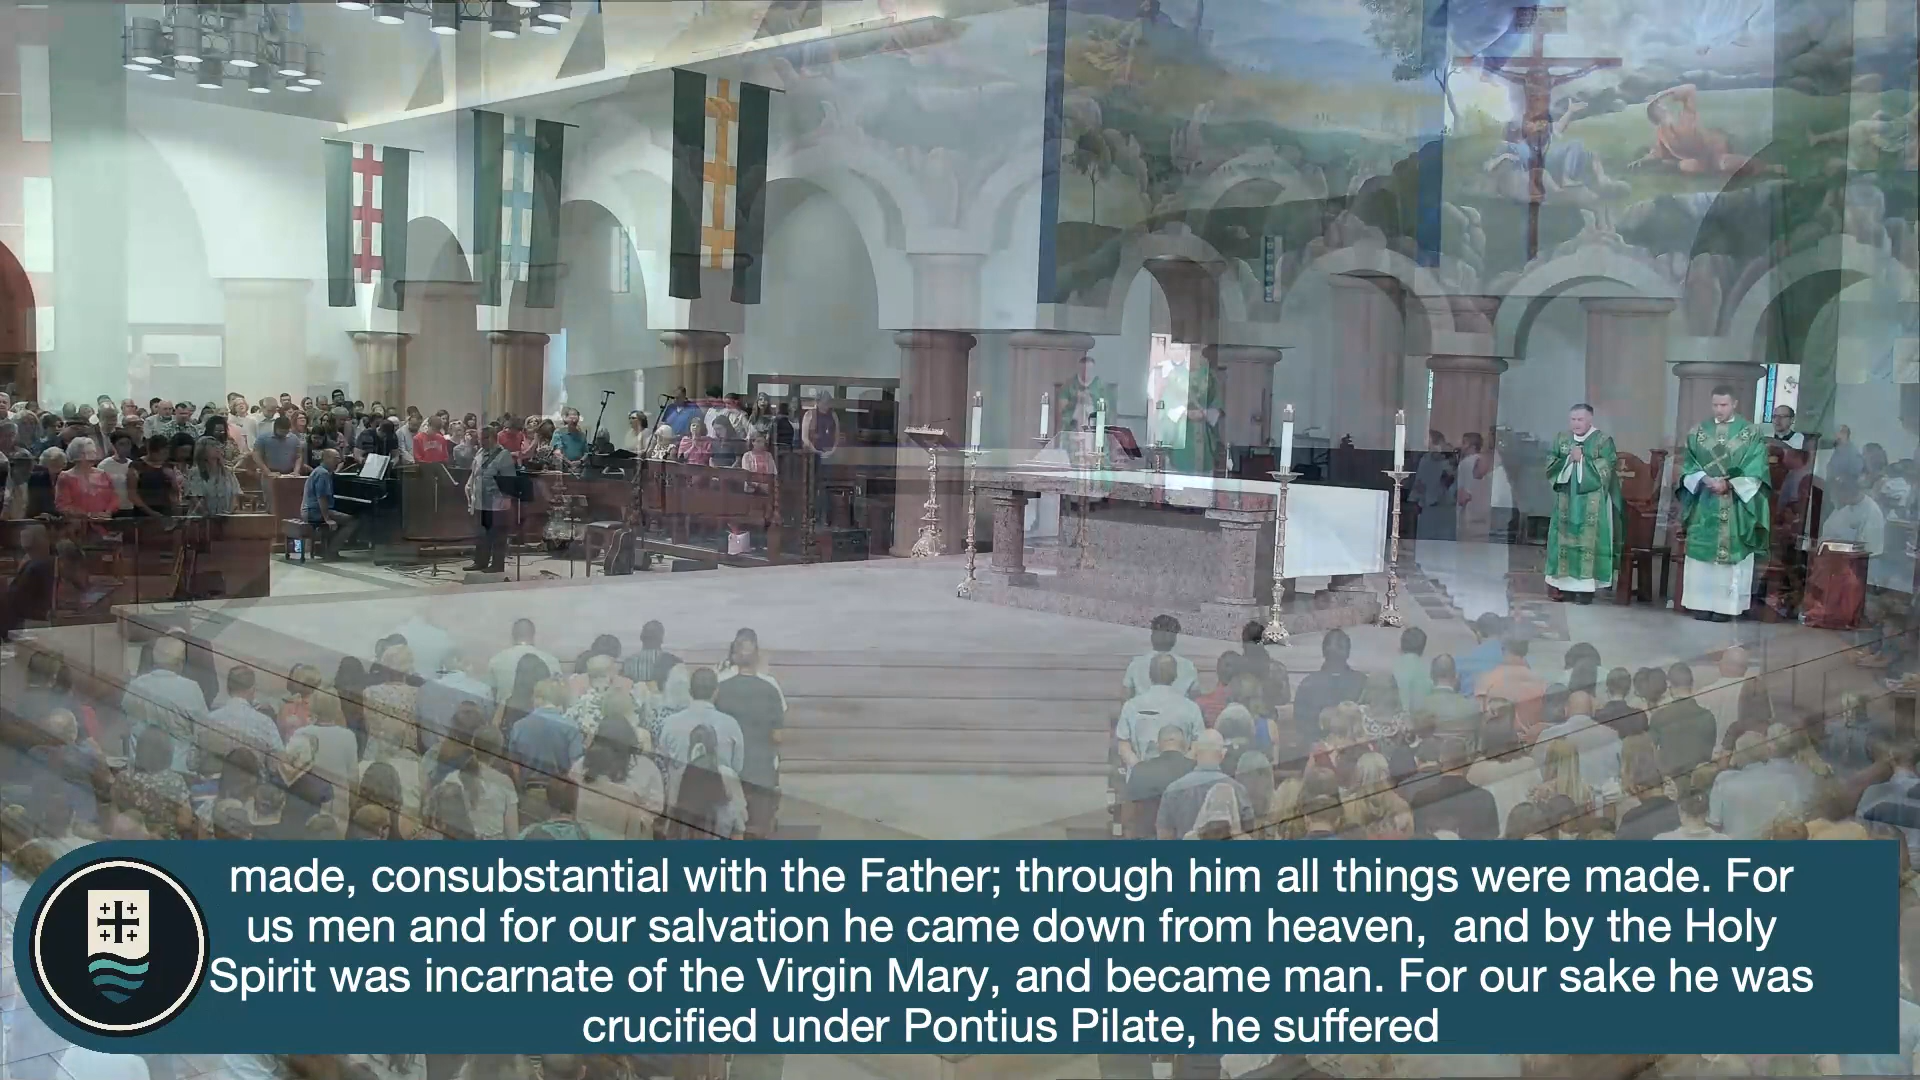 made, consubstantial with the Father; through him all things were made. For
us men and for our salvation he came down from heaven,  and by the Holy
Spirit was incarnate of the Virgin Mary, and became man. For our sake he was
crucified under Pontius Pilate, he suffered